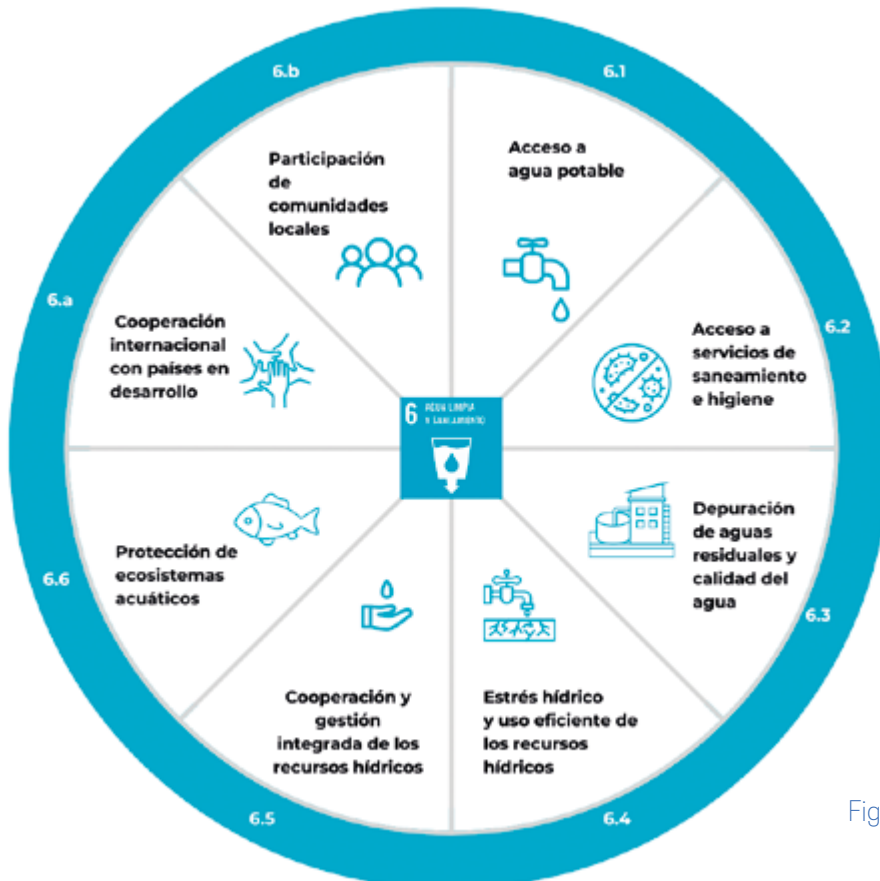 6.1
Acceso a
agua potable
6.2
Acceso a
servicios de
saneamiento
e higiene
6.3
Depuración
de aguas
residuales y
calidad del
agua
6.4
Estrés hídrico
y uso eficiente de
los recursos
hídricos
6.5
Cooperación y
gestión
integrada de los
recursos hídricos
6.6
Protección de
ecosistemas
acuáticos
6.a
Cooperación
internacional
con países en
desarrollo
6.b
Participación
de
comunidades
locales
6 AGUA LIMPIA
Y SANEAMIENTO
Fig